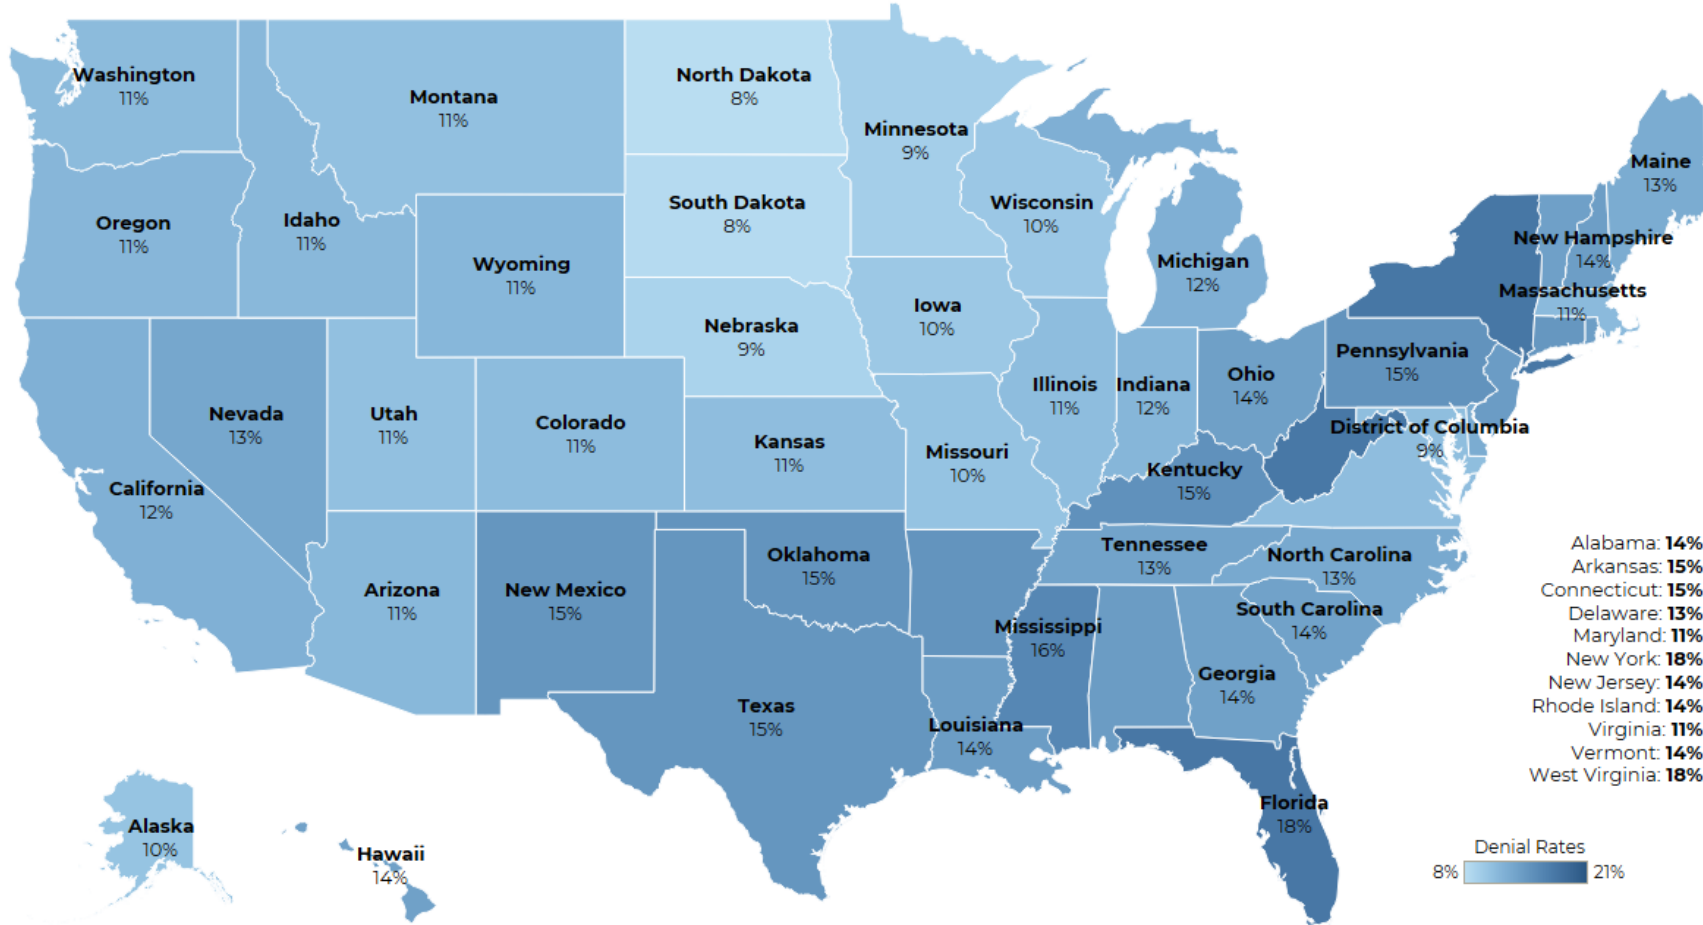 Washington
11%
Montana
11%
North Dakota
8%
Minnesota
9%
Maine
13%
Oregon
11%
Idaho
11%
Wyoming
11%
South Dakota
8%
Wisconsin
10%
Michigan
12%
New Hampshire
14%
Massachusetts
11%
Nebraska
9%
Iowa
10%
Illinois
11%
Indiana
12%
Ohio
14%
Pennsylvania
15%
Nevada
13%
Utah
11%
Colorado
11%
Kansas
11%
Missouri
10%
Kentucky
15%
District of Columbia
9%
California
12%
Arizona
11%
New Mexico
15%
Oklahoma
15%
Tennessee
13%
North Carolina
13%
South Carolina
14%
Mississippi
16%
Georgia
14%
Texas
15%
Louisiana
14%
Florida
18%
Alaska
10%
Hawaii
14%
Alabama: 14%
Arkansas: 15%
Connecticut: 15%
Delaware: 13%
Maryland: 11%
New York: 18%
New Jersey: 14%
Rhode Island: 14%
Virginia: 11%
Vermont: 14%
West Virginia: 18%
Denial Rates
8% 21%